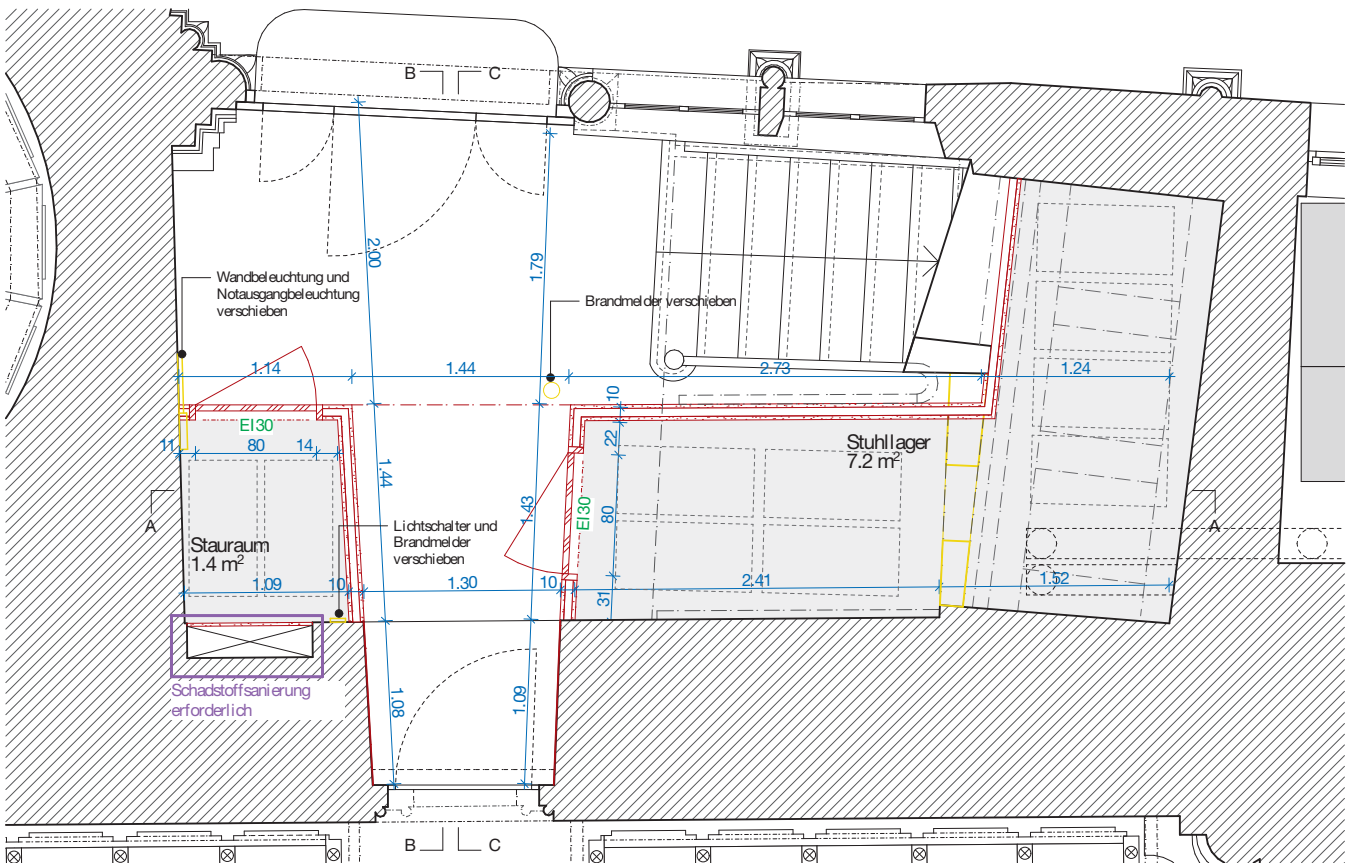 B C
2.00
1.79
Wandbeleuchtung und
Notausgangbeleuchtung
verschieben
Brandmelder verschieben
1.14 1.44 2.73 1.24
10
EI30
11 80 14
22
Stuhllager
7.2 m²
1.44
1.43
80
EI30
A
A
Lichtschalter und
Brandmelder
verschieben
Stauraum
1.4 m²
1.09 10 1.30 10 2.41 1.52
31
Schadstoffsanierung
erforderlich
1.08
1.09
B C